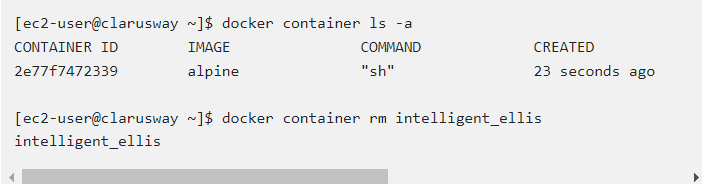 [ec2-user@clarusway ~]$ docker container ls -a
CONTAINER ID        IMAGE               COMMAND             CREATED
2e77f7472339        alpine              "sh"                23 seconds ago
[ec2-user@clarusway ~]$ docker container rm intelligent_ellis
intelligent_ellis